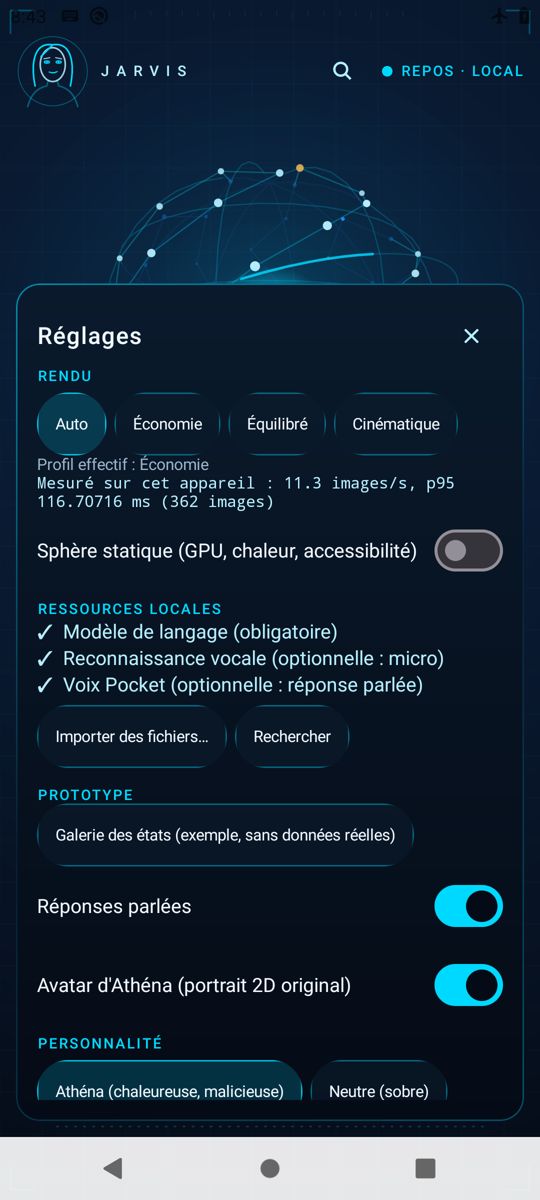 8:43
JARVIS
REPOS · LOCAL
Réglages
RENDU
Auto
Économie
Équilibré
Cinématique
Profil effectif : Économie
Mesuré sur cet appareil : 11.3 images/s, p95
116.70716 ms (362 images)
Sphère statique (GPU, chaleur, accessibilité)
RESSOURCES LOCALES
✓ Modèle de langage (obligatoire)
✓ Reconnaissance vocale (optionnelle : micro)
✓ Voix Pocket (optionnelle : réponse parlée)
Importer des fichiers…
Rechercher
PROTOTYPE
Galerie des états (exemple, sans données réelles)
Réponses parlées
Avatar d'Athéna (portrait 2D original)
PERSONNALITÉ
Athéna (chaleureuse, malicieuse)
Neutre (sobre)